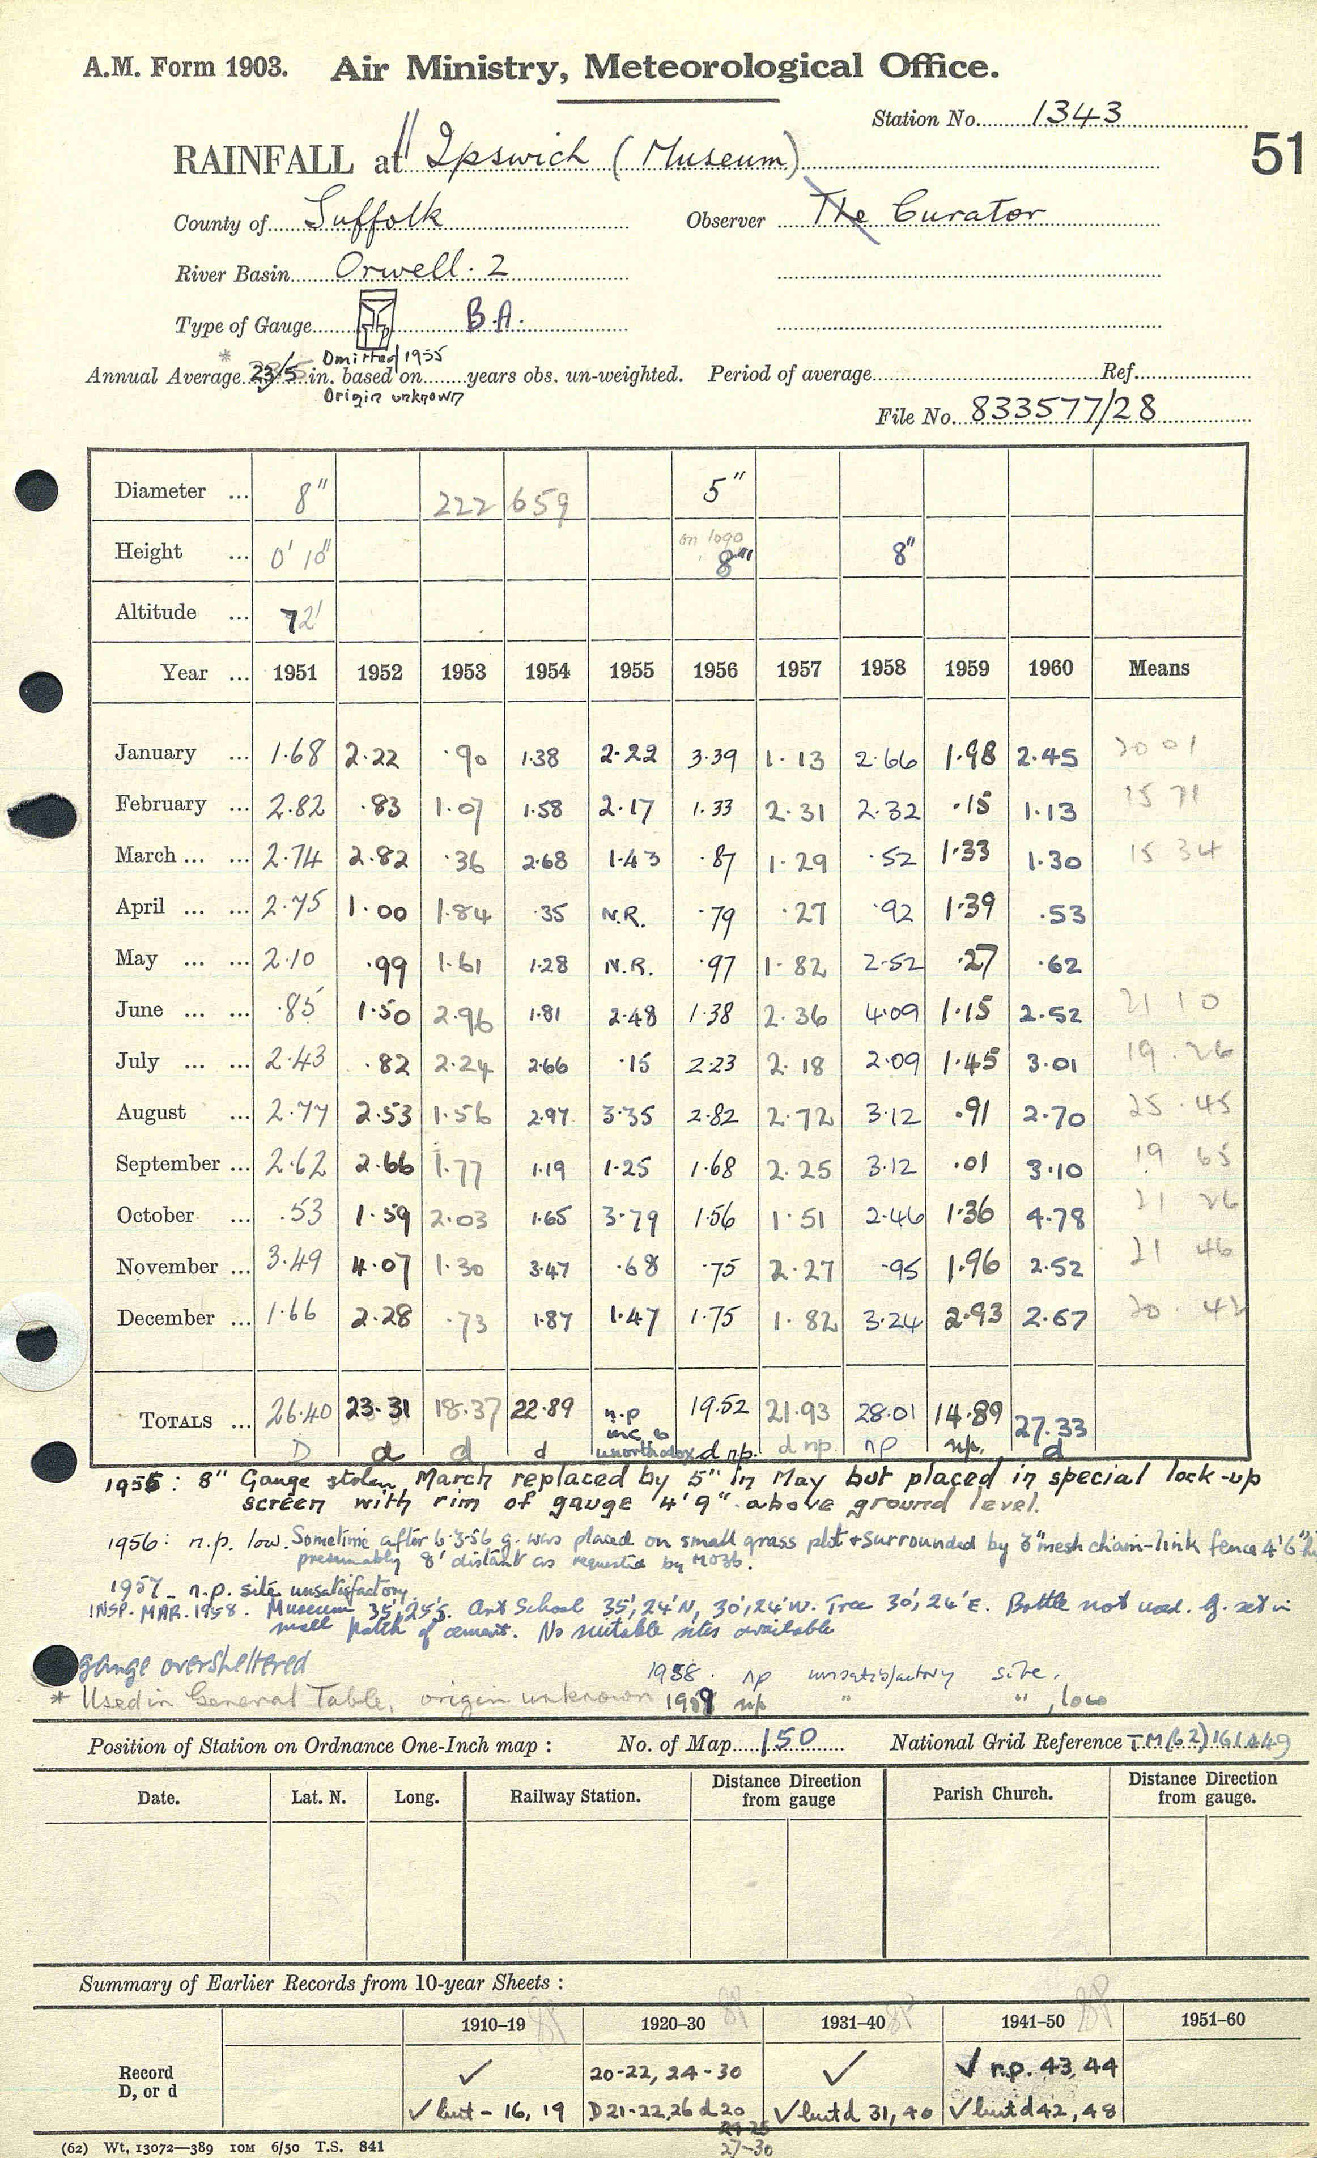 A.M. Form 1903. Air Ministry, Meteorological Office.
Station No. 1343
51
RAINFALL at Ipswich (Museum)
County of Suffolk Observer The Curator
River Basin Orwell. 2
Type of Gauge B.A.
Omitted 1955
* Annual Average 23.5 in. based on years obs. un-weighted. Period of average Ref.
Origin unknown
File No. 833577/28
Diameter ... 8" 222 659 5"
Height ... 0' 10" 8" 8"
Altitude ... 72'
Year ... 1951 1952 1953 1954 1955 1956 1957 1958 1959 1960 Means
January ... 1.68 2.22 .90 1.38 2.22 3.39 1.13 2.66 1.98 2.45 20 01
February ... 2.82 .83 1.07 1.58 2.17 1.33 2.31 2.32 .15 1.13 15 71
March ... ... 2.74 2.82 .36 2.68 1.43 .87 1.29 .52 1.33 1.30 15 34
April ... ... 2.75 1.00 1.84 .35 N.R. .79 .27 .92 1.39 .53
May ... ... 2.10 .99 1.61 1.28 N.R. .97 1.82 2.52 .27 .62
June ... ... .85 1.50 2.96 1.81 2.48 1.38 2.36 4.09 1.15 2.52 21 10
July ... ... 2.43 .82 2.24 2.66 .15 2.23 2.18 2.09 1.45 3.01 19.26
August ... 2.77 2.53 1.56 2.97 3.35 2.82 2.72 3.12 .91 2.70 25.45
September ... 2.62 2.66 1.77 1.19 1.25 1.68 2.25 3.12 .01 3.10 19 65
October ... .53 1.59 2.03 1.65 3.79 1.56 1.51 2.46 1.36 4.78 21 26
November ... 3.49 4.07 1.30 3.47 .68 .75 2.27 .95 1.96 2.52 21 46
December ... 1.66 2.28 .73 1.87 1.47 1.75 1.82 3.24 2.93 2.67 20.42
TOTALS ... 26.40 23.31 18.37 22.89 n.p 19.52 21.93 28.01 14.89 27.33
D d d d unorthodox d np. d np. np np. d
1955 : 8" Gauge stolen March replaced by 5" in May but placed in special lock-up
screen with rim of gauge 4'9" above ground level.
1956: n.p. low. Sometime after 6.3.56 g. was placed on small grass plot + surrounded by 3" mesh chain-link fence 4'6"
presumably 8' distant as requested by MO3b.
1957 - n.p. site unsatisfactory
INSP. MAR. 1958. Museum 35', 25'S. Art School 35', 24'N, 30', 24'W. Tree 30', 26'E. Bottle not used. G. set in
small patch of cement. No suitable sites available
gauge oversheltered 1958. np unsatisfactory site.
* Used in General Table, origin unknown 1959 np " " , low
Position of Station on Ordnance One-Inch map : No. of Map 150 National Grid Reference TM(62)161449
Date. Lat. N. Long. Railway Station. Distance Direction from gauge Parish Church. Distance Direction from gauge.
Summary of Earlier Records from 10-year Sheets :
1910–19 1920–30 1931–40 1941–50 1951–60
Record D, or d
✓ 20-22, 24-30 ✓ ✓ n.p. 43, 44
✓ but - 16, 19 D 21-22, 26 d 20 ✓ but d 31, 40 ✓ but d 42, 48
27-30
(62) Wt. 13072—389 10M 6/50 T.S. 841